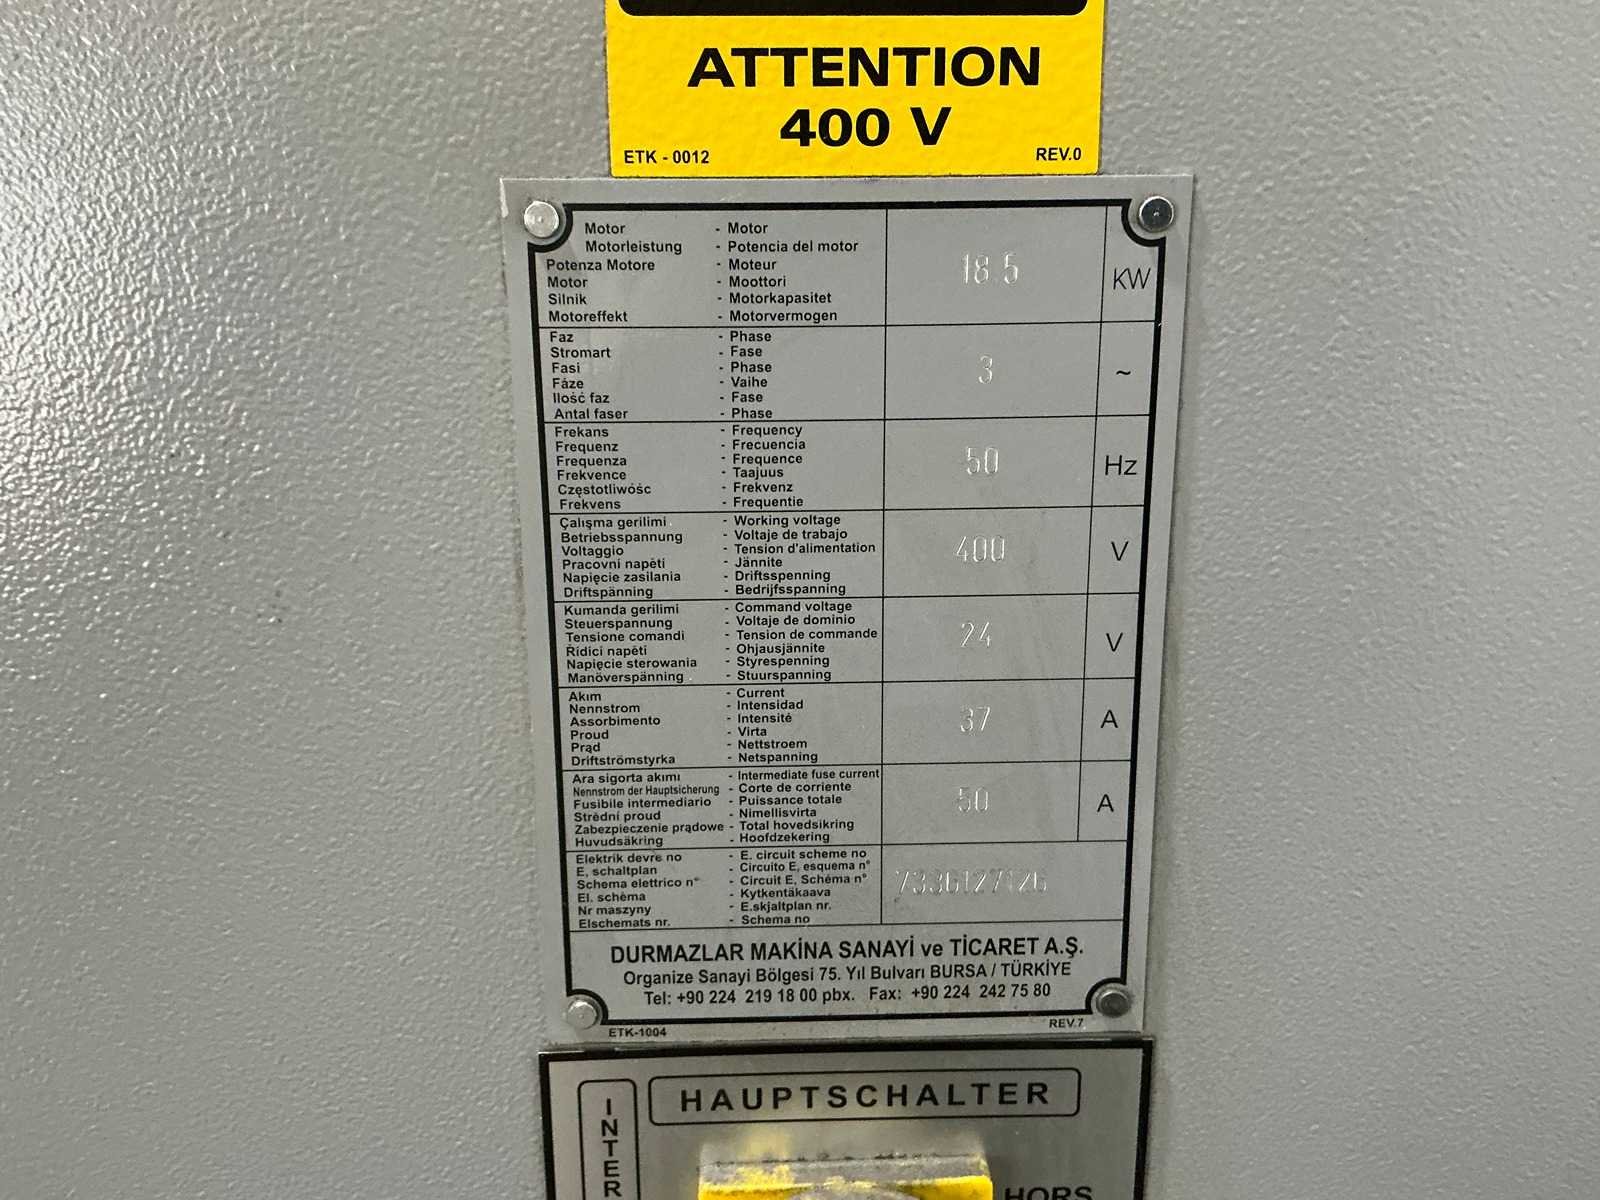 ATTENTION
400 V
ETK - 0012 REV.0
Motor - Motor
Motorleistung - Potencia del motor
Potenza Motore - Moteur
Motor - Moottori
Silnik - Motorkapasitet
Motoreffekt - Motorvermogen
18.5 KW
Faz - Phase
Stromart - Fase
Fasi - Phase
Fáze - Vaihe
Ilość faz - Fase
Antal faser - Phase
3 ~
Frekans - Frequency
Frequenz - Frecuencia
Frequenza - Frequence
Frekvence - Taajuus
Częstotliwośc - Frekvenz
Frekvens - Frequentie
50 Hz
Çalışma gerilimi - Working voltage
Betriebsspannung - Voltaje de trabajo
Voltaggio - Tension d'alimentation
Pracovni napěti - Jännite
Napięcie zasilania - Driftsspenning
Driftspänning - Bedrijfsspanning
400 V
Kumanda gerilimi - Command voltage
Steuerspannung - Voltaje de dominio
Tensione comandi - Tension de commande
Řidici napěti - Ohjausjännite
Napięcie sterowania - Styrespenning
Manöverspänning - Stuurspanning
24 V
Akım - Current
Nennstrom - Intensidad
Assorbimento - Intensité
Proud - Virta
Prąd - Nettstroem
Driftströmstyrka - Netspanning
37 A
Ara sigorta akımı - Intermediate fuse current
Nennstrom der Hauptsicherung - Corte de corriente
Fusibile intermediario - Puissance totale
Strědni proud - Nimellisvirta
Zabezpieczenie prądowe - Total hovedsikring
Huvudsäkring - Hoofdzekering
50 A
Elektrik devre no - E. circuit scheme no
E, schaltplan - Circuito E, esquema n°
Schema elettrico n° - Circuit E, Schéma n°
El. schèma - Kytkentäkaava
Nr maszyny - E.skjaltplan nr.
Elschemats nr. - Schema no
7336127126
DURMAZLAR MAKİNA SANAYİ ve TİCARET A.Ş.
Organize Sanayi Bölgesi 75. Yıl Bulvarı BURSA / TÜRKİYE
Tel: +90 224 219 18 00 pbx. Fax: +90 224 242 75 80
ETK-1004 REV.7
HAUPTSCHALTER
INTER
HORS